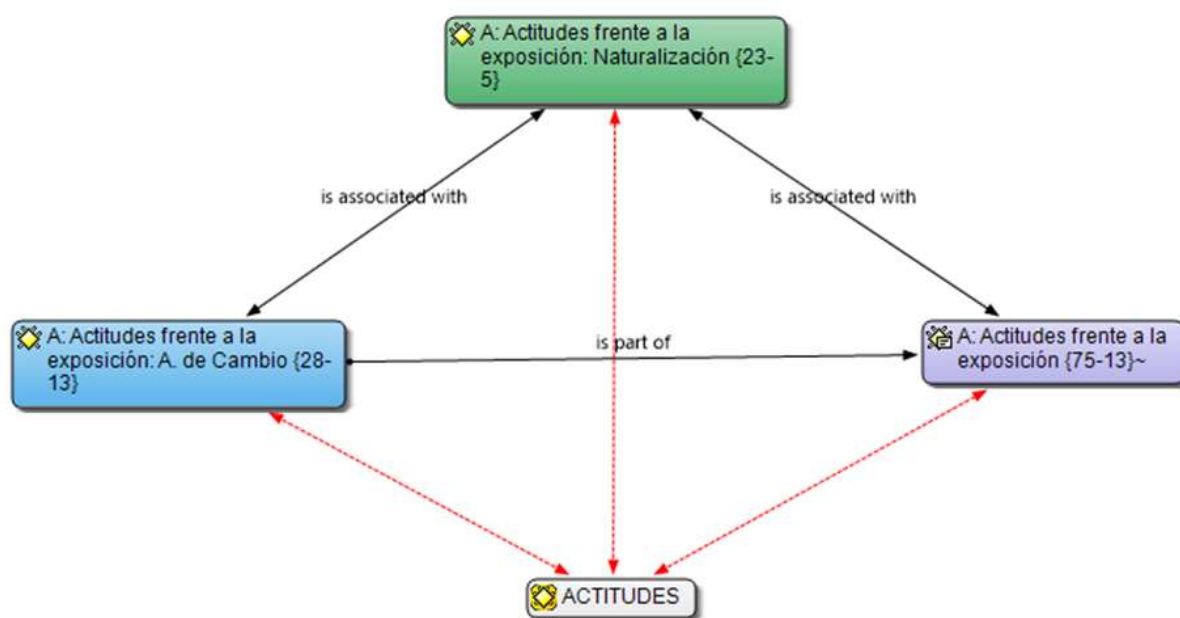 A: Actitudes frente a la
exposición: Naturalización {23-
5}
is associated with
is associated with
A: Actitudes frente a la
exposición: A. de Cambio {28-
13}
is part of
A: Actitudes frente a la
exposición {75-13}~
ACTITUDES